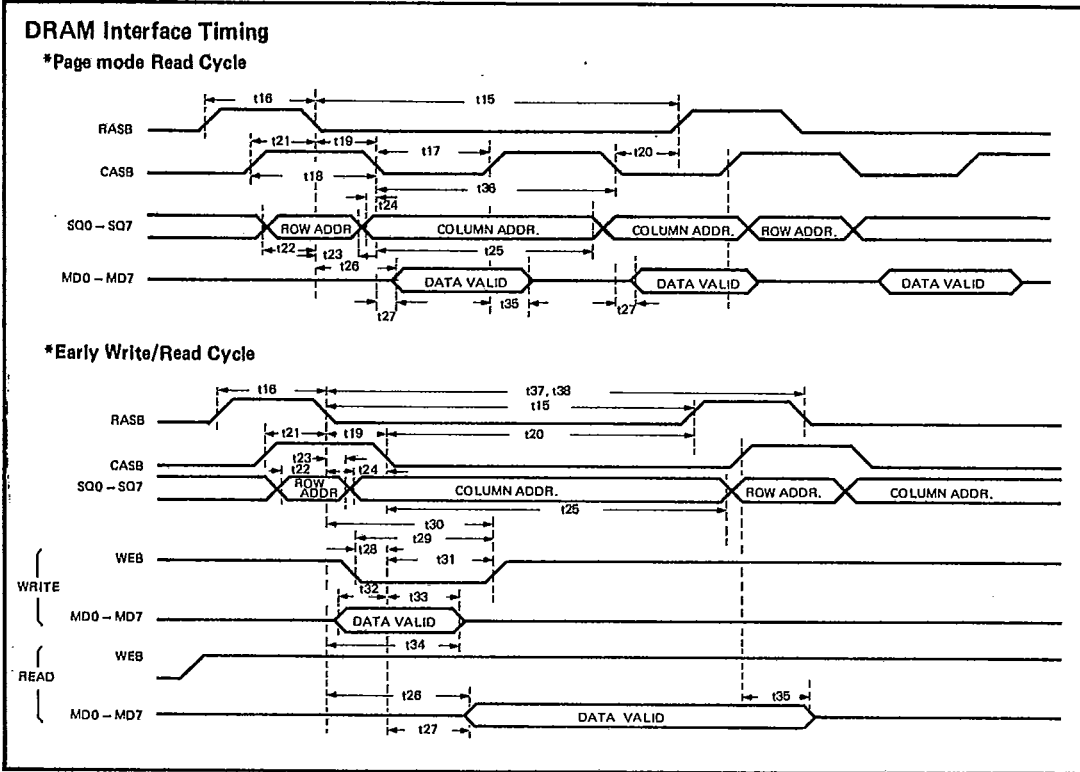 DRAM Interface Timing
*Page mode Read Cycle
t16 t15
RASB
t21 t19 t17 t20
CASB
t18 t36
t24
SQ0 – SQ7 ROW ADDR COLUMN ADDR. COLUMN ADDR. ROW ADDR.
t22 t23 t25
t26
MD0 – MD7 DATA VALID DATA VALID DATA VALID
t27 t35 t27
*Early Write/Read Cycle
t16 t37, t38
t15
RASB
t21 t19 t20
CASB t23
t22 t24
SQ0 – SQ7 ROW ADDR COLUMN ADDR. ROW ADDR. COLUMN ADDR.
t25
t30
t29
WEB t28 t31
WRITE
t32 t33
MD0 – MD7 DATA VALID
t34
WEB
READ
t26 t35
MD0 – MD7 DATA VALID
t27